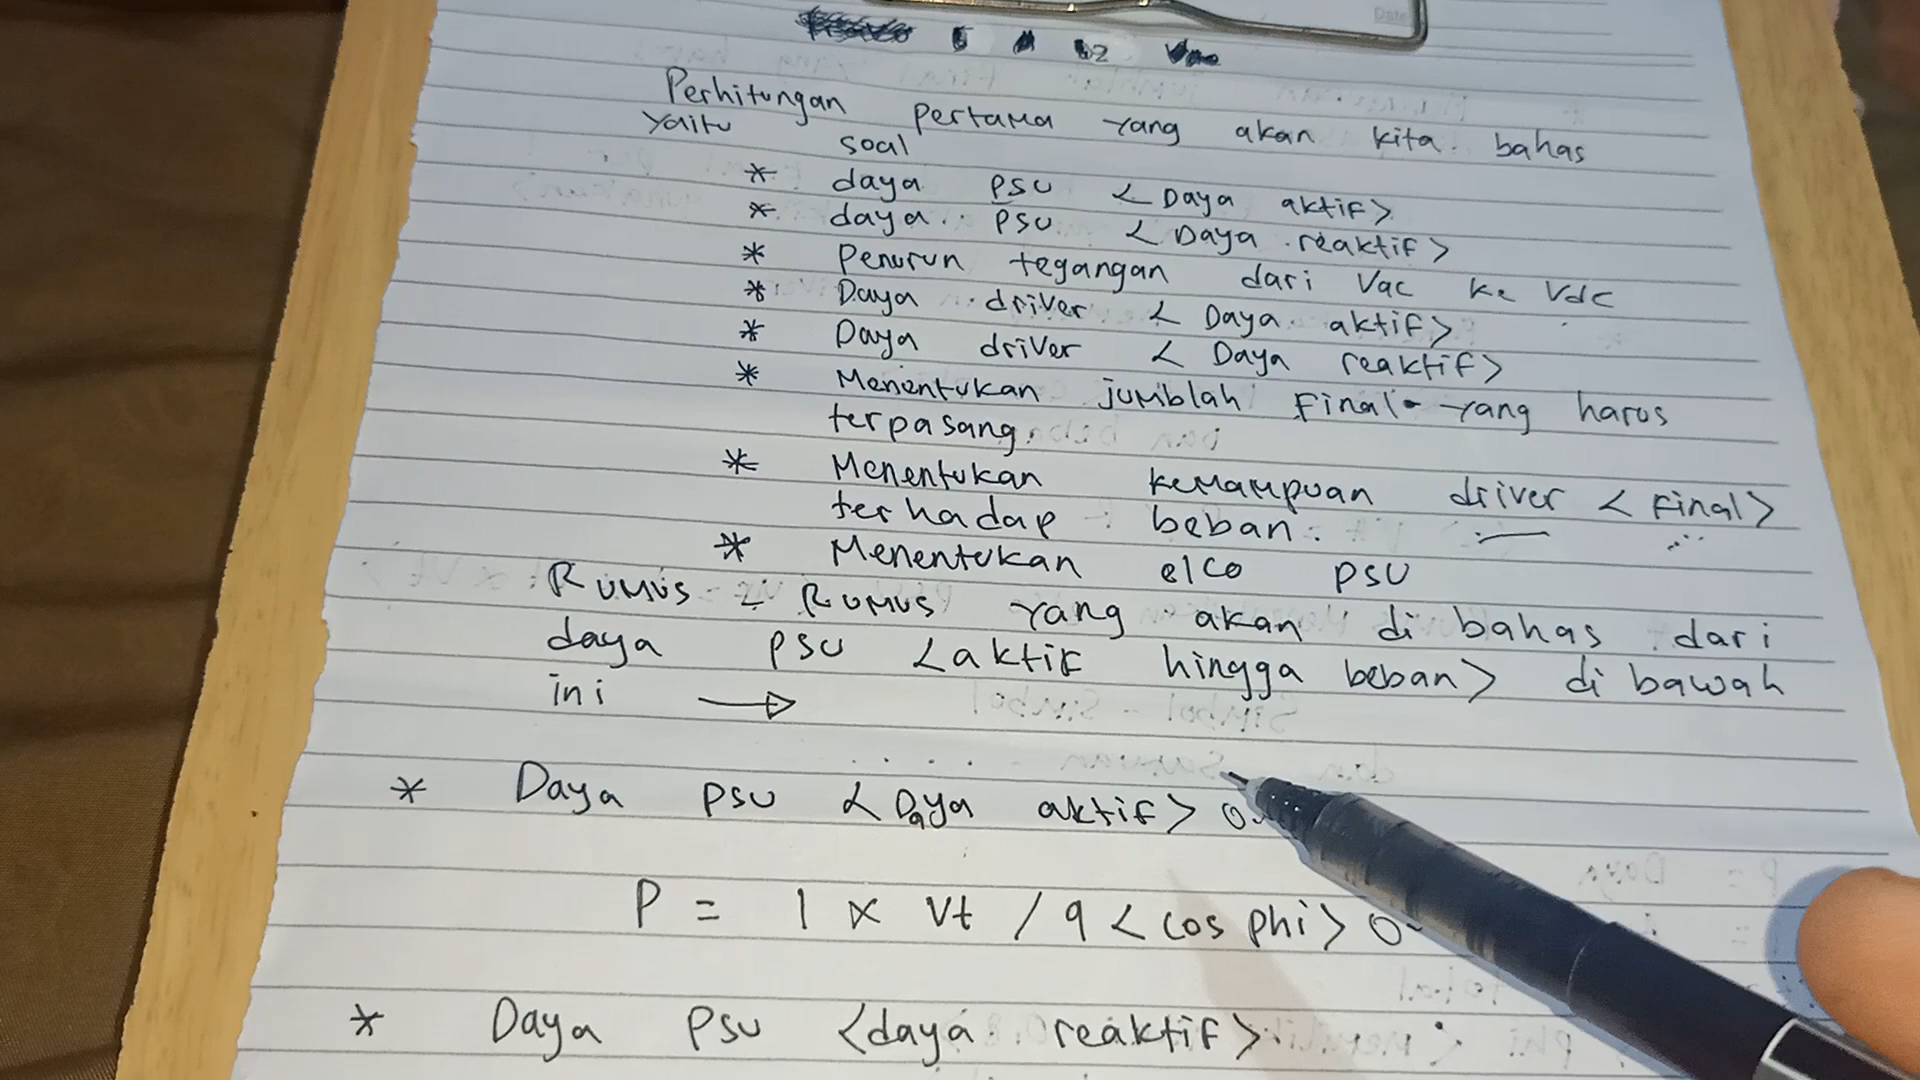 Date
Perhitungan pertama yang akan kita bahas
yaitu soal
* daya psu <Daya aktif>
* daya psu <Daya reaktif>
* Penurun tegangan dari Vac ke Vdc
* Daya driver <Daya aktif>
* Daya driver <Daya reaktif>
* Menentukan jumblah Final yang harus
terpasang
* Menentukan kemampuan driver <Final>
terhadap beban.
* Menentukan elco psu
Rumus - Rumus yang akan di bahas dari
daya psu <aktif hingga beban> di bawah
ini →
* Daya psu <Daya aktif>
P = 1 x Vt / 9 <cos phi>
* Daya psu <daya reaktif>